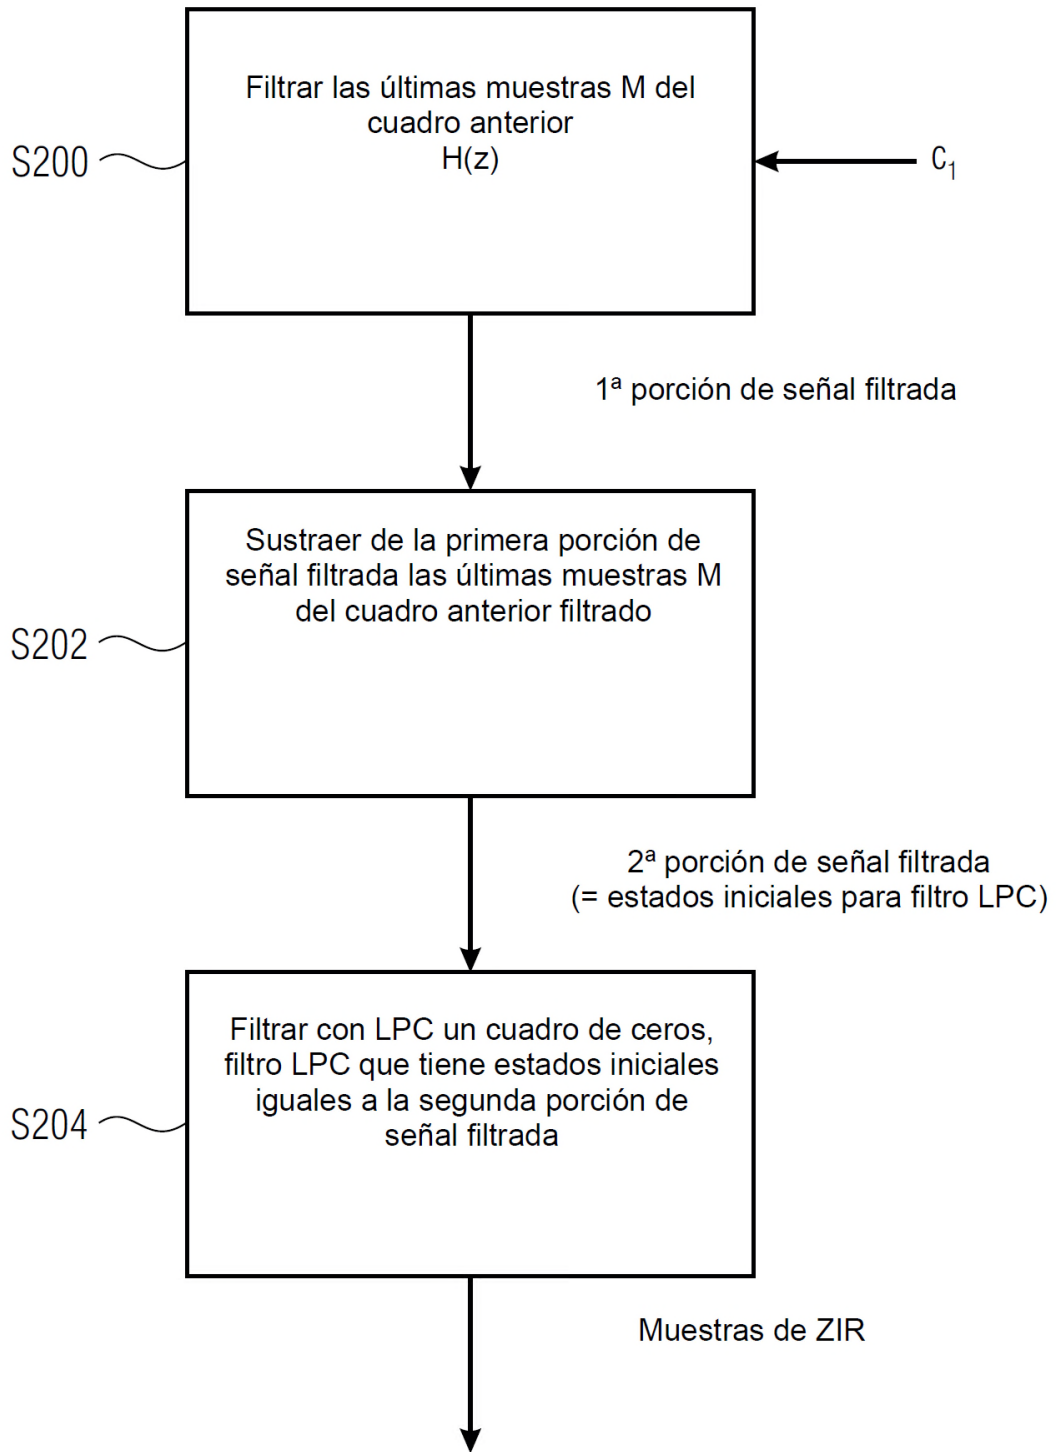 Filtrar las últimas muestras M del
cuadro anterior
H(z)
S200
C1
1ª porción de señal filtrada
Sustraer de la primera porción de
señal filtrada las últimas muestras M
del cuadro anterior filtrado
S202
2ª porción de señal filtrada
(= estados iniciales para filtro LPC)
Filtrar con LPC un cuadro de ceros,
filtro LPC que tiene estados iniciales
iguales a la segunda porción de
señal filtrada
S204
Muestras de ZIR